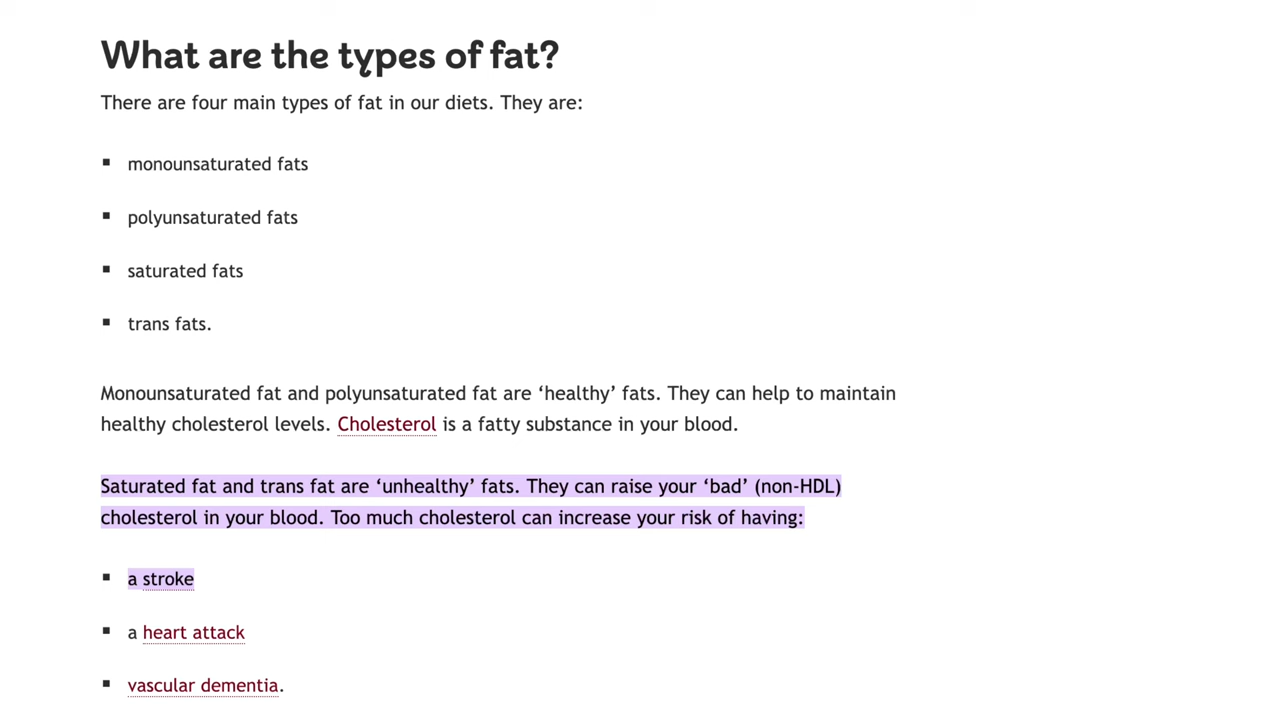 What are the types of fat?
There are four main types of fat in our diets. They are:
▪ monounsaturated fats
▪ polyunsaturated fats
▪ saturated fats
▪ trans fats.
Monounsaturated fat and polyunsaturated fat are ‘healthy’ fats. They can help to maintain
healthy cholesterol levels. Cholesterol is a fatty substance in your blood.
Saturated fat and trans fat are ‘unhealthy’ fats. They can raise your ‘bad’ (non-HDL)
cholesterol in your blood. Too much cholesterol can increase your risk of having:
▪ a stroke
▪ a heart attack
▪ vascular dementia.